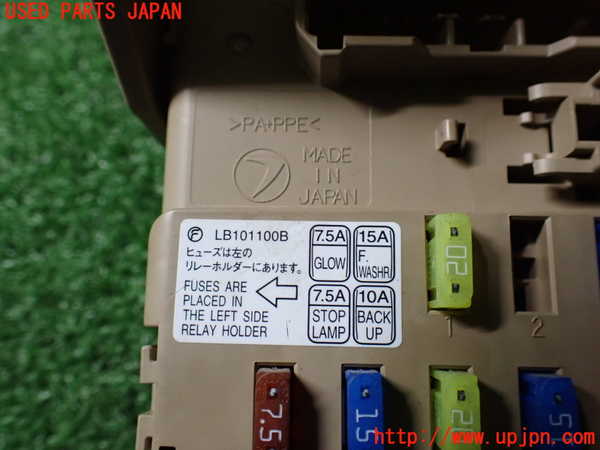 USED PARTS JAPAN
>PA+PPE<
MADE
IN
JAPAN
F LB101100B
ヒューズは左の
リレーホルダーにあります。
FUSES ARE
PLACED IN
THE LEFT SIDE
RELAY HOLDER
7.5A
GLOW
15A
F.
WASHR
7.5A
STOP
LAMP
10A
BACK
UP
20
1
2
7.5
15
20
15
http://www.upjpn.com/